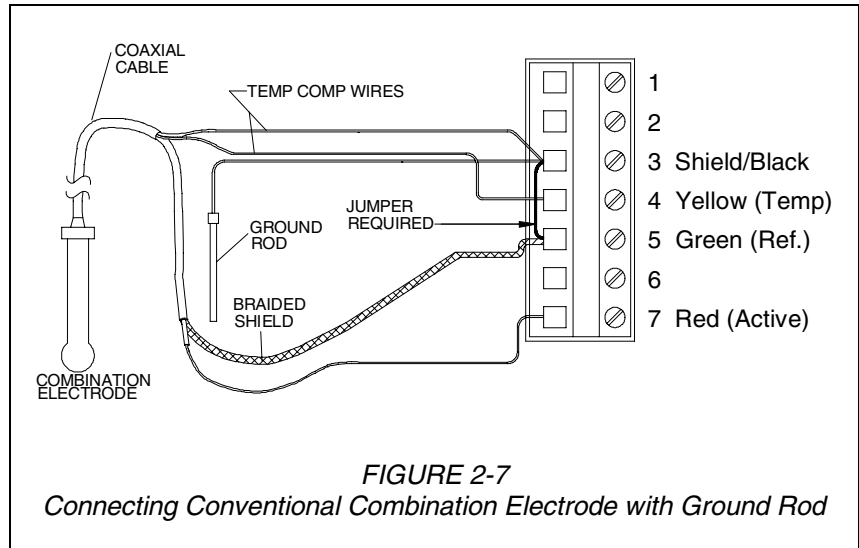 COAXIAL
CABLE
TEMP COMP WIRES
1
2
3 Shield/Black
4 Yellow (Temp)
JUMPER
REQUIRED
5 Green (Ref.)
GROUND
ROD
6
BRAIDED
SHIELD
7 Red (Active)
COMBINATION
ELECTRODE
FIGURE 2-7
Connecting Conventional Combination Electrode with Ground Rod